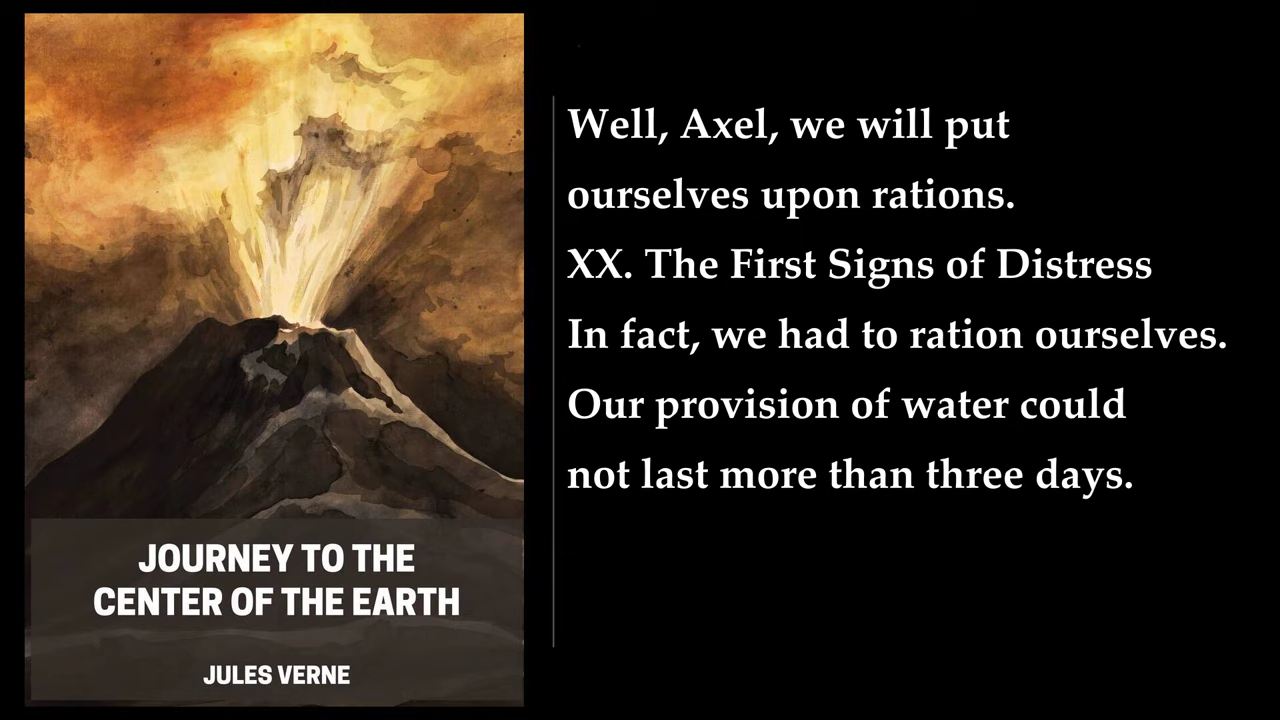 JOURNEY TO THE
CENTER OF THE EARTH
JULES VERNE
Well, Axel, we will put
ourselves upon rations.
XX. The First Signs of Distress
In fact, we had to ration ourselves.
Our provision of water could
not last more than three days.